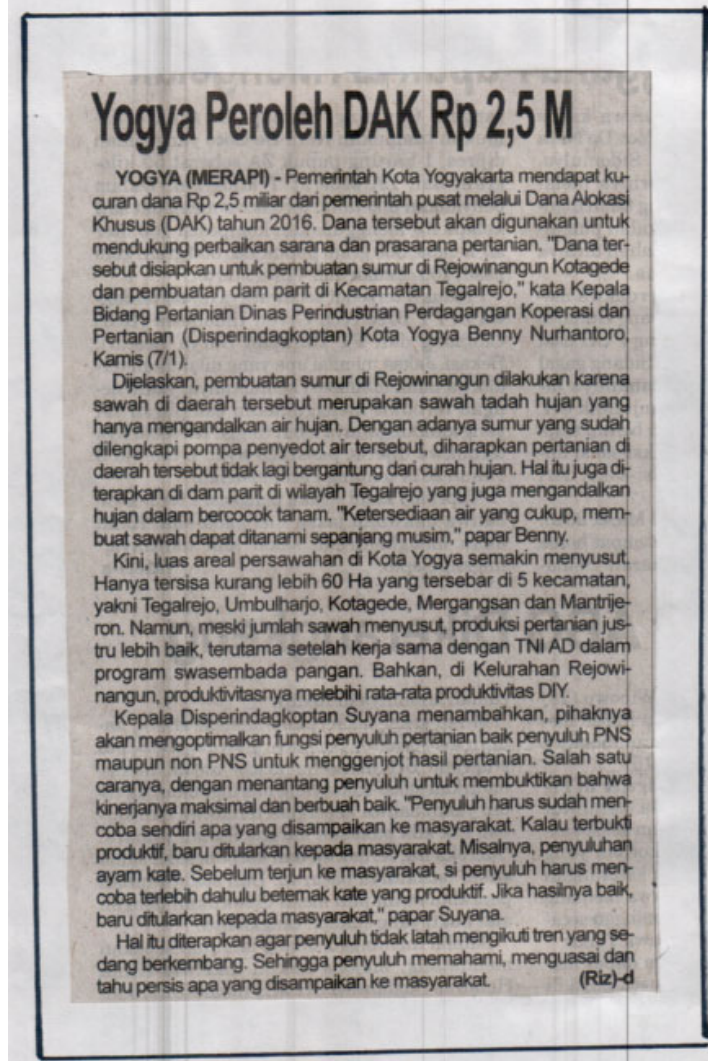 Yogya Peroleh DAK Rp 2,5 M
YOGYA (MERAPI) - Pemerintah Kota Yogyakarta mendapat ku-
curan dana Rp 2,5 miliar dari pemerintah pusat melalui Dana Alokasi
Khusus (DAK) tahun 2016. Dana tersebut akan digunakan untuk
mendukung perbaikan sarana dan prasarana pertanian. "Dana ter-
sebut disiapkan untuk pembuatan sumur di Rejowinangun Kotagede
dan pembuatan dam parit di Kecamatan Tegalrejo," kata Kepala
Bidang Pertanian Dinas Perindustrian Perdagangan Koperasi dan
Pertanian (Disperindagkoptan) Kota Yogya Benny Nurhantoro,
Kamis (7/1).
Dijelaskan, pembuatan sumur di Rejowinangun dilakukan karena
sawah di daerah tersebut merupakan sawah tadah hujan yang
hanya mengandalkan air hujan. Dengan adanya sumur yang sudah
dilengkapi pompa penyedot air tersebut, diharapkan pertanian di
daerah tersebut tidak lagi bergantung dari curah hujan. Hal itu juga di-
terapkan di dam parit di wilayah Tegalrejo yang juga mengandalkan
hujan dalam bercocok tanam. "Ketersediaan air yang cukup, mem-
buat sawah dapat ditanami sepanjang musim," papar Benny.
Kini, luas areal persawahan di Kota Yogya semakin menyusut.
Hanya tersisa kurang lebih 60 Ha yang tersebar di 5 kecamatan,
yakni Tegalrejo, Umbulharjo, Kotagede, Mergangsan dan Mantrije-
ron. Namun, meski jumlah sawah menyusut, produksi pertanian jus-
tru lebih baik, terutama setelah kerja sama dengan TNI AD dalam
program swasembada pangan. Bahkan, di Kelurahan Rejowi-
nangun, produktivitasnya melebihi rata-rata produktivitas DIY.
Kepala Disperindagkoptan Suyana menambahkan, pihaknya
akan mengoptimalkan fungsi penyuluh pertanian baik penyuluh PNS
maupun non PNS untuk menggenjot hasil pertanian. Salah satu
caranya, dengan menantang penyuluh untuk membuktikan bahwa
kinerjanya maksimal dan berbuah baik. "Penyuluh harus sudah men-
coba sendiri apa yang disampaikan ke masyarakat. Kalau terbukti
produktif, baru ditularkan kepada masyarakat. Misalnya, penyuluhan
ayam kate. Sebelum terjun ke masyarakat, si penyuluh harus men-
coba terlebih dahulu beternak kate yang produktif. Jika hasilnya baik,
baru ditularkan kepada masyarakat," papar Suyana.
Hal itu diterapkan agar penyuluh tidak latah mengikuti tren yang se-
dang berkembang. Sehingga penyuluh memahami, menguasai dan
tahu persis apa yang disampaikan ke masyarakat. (Riz)-d